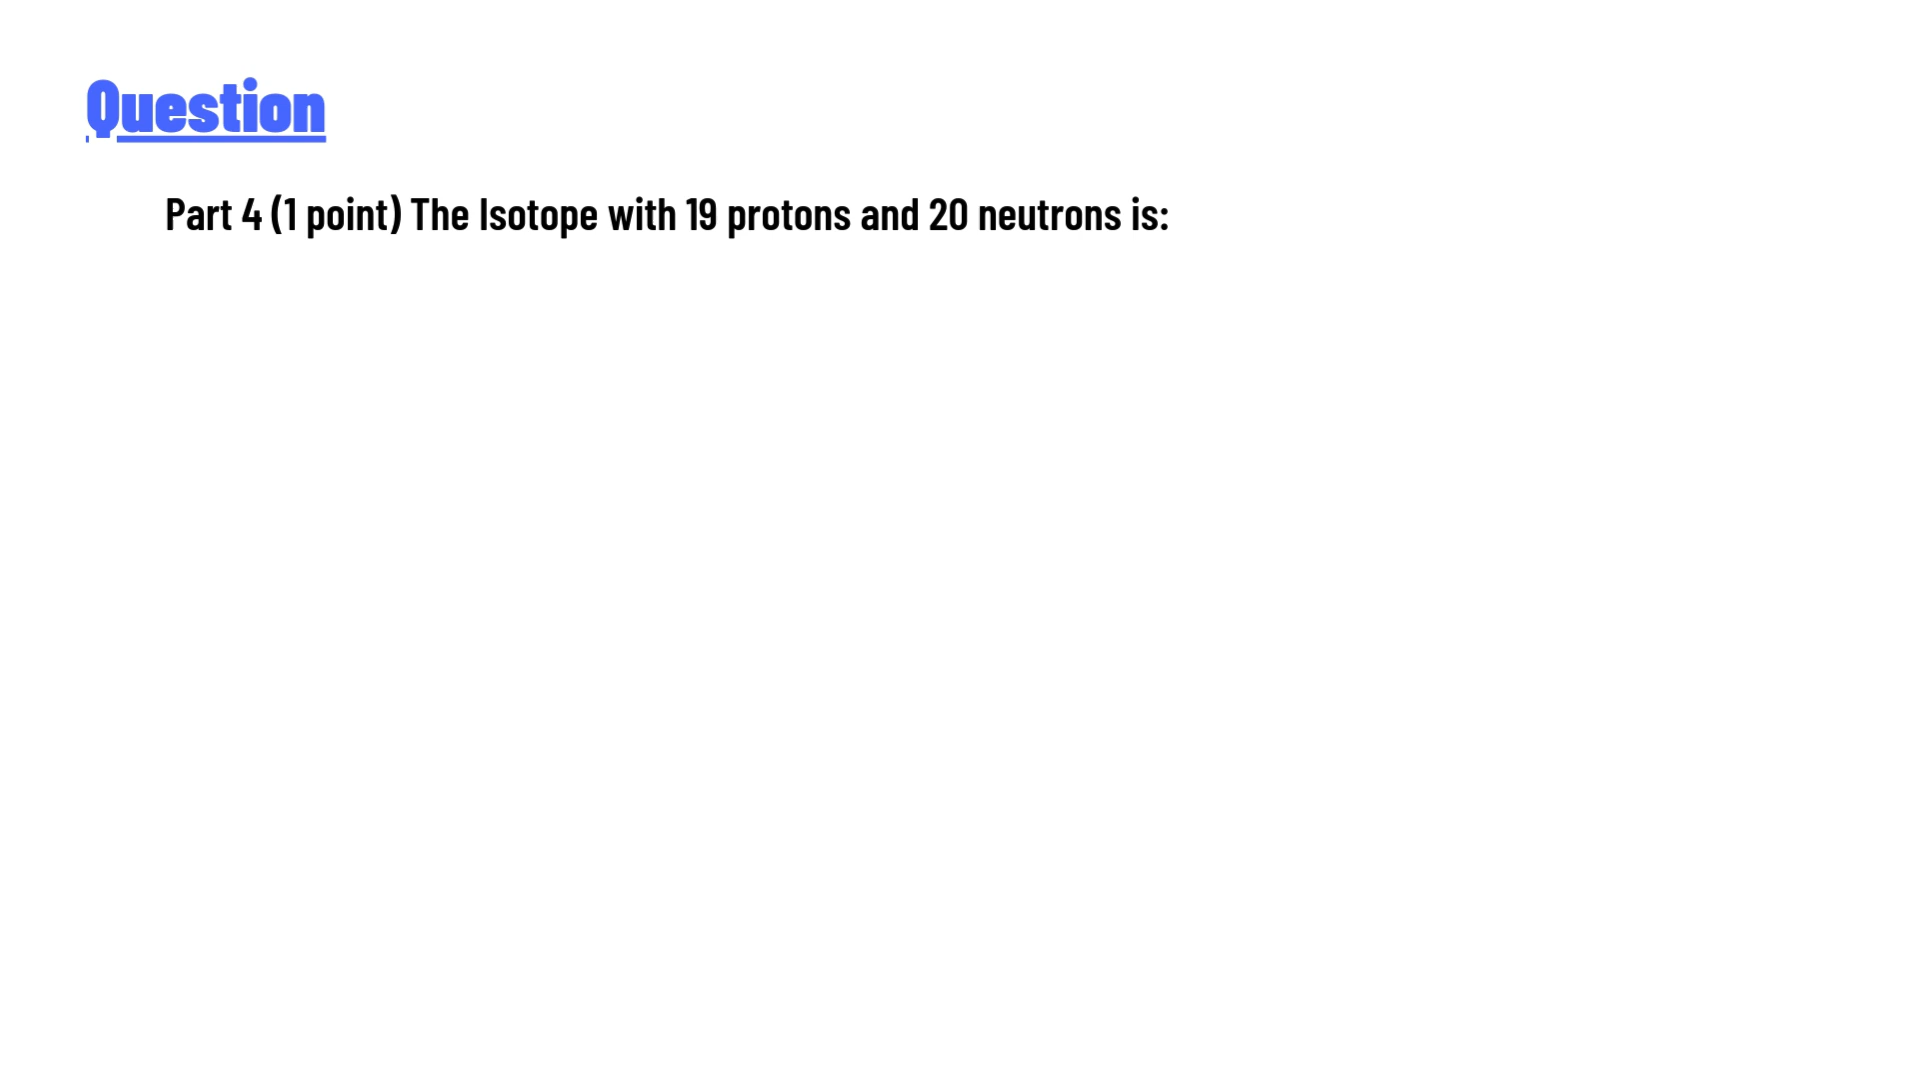 Question
Part 4 (1 point) The Isotope with 19 protons and 20 neutrons is: